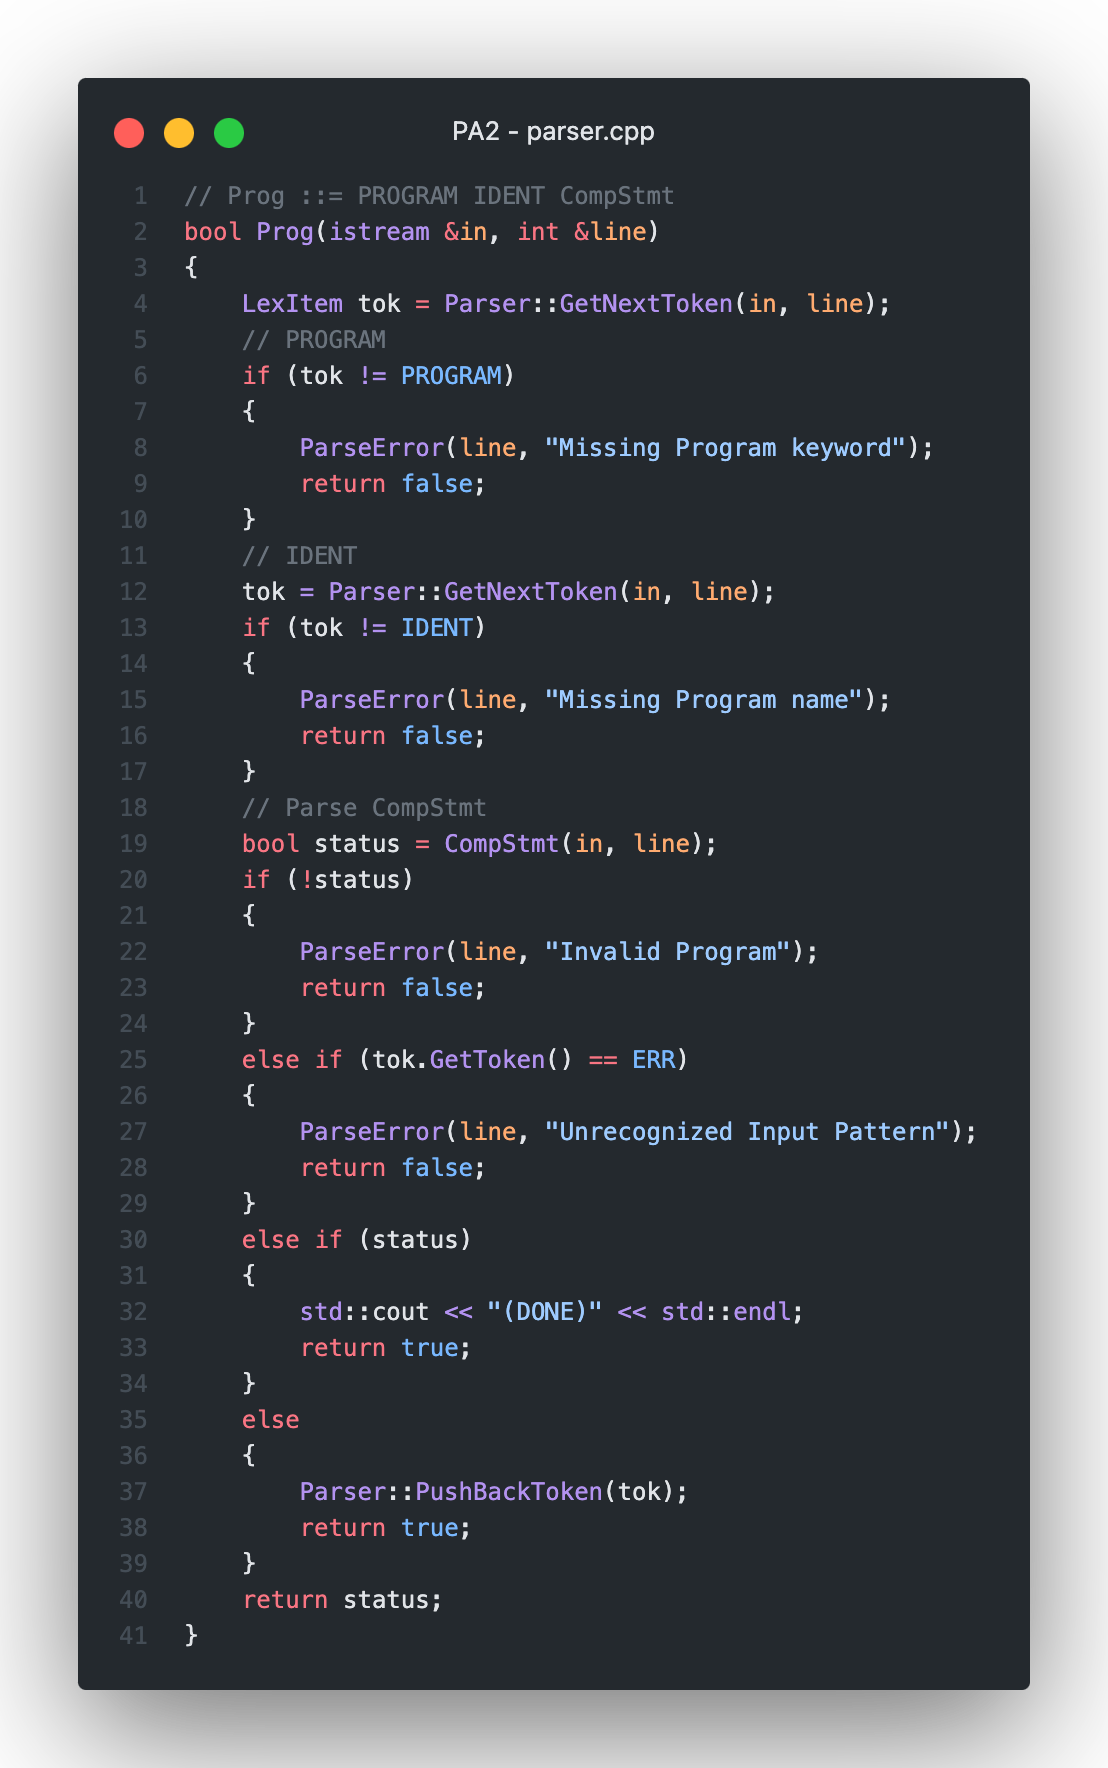 PA2 - parser.cpp
1 // Prog ::= PROGRAM IDENT CompStmt
2 bool Prog(istream &in, int &line)
3 {
4     LexItem tok = Parser::GetNextToken(in, line);
5     // PROGRAM
6     if (tok != PROGRAM)
7     {
8         ParseError(line, "Missing Program keyword");
9         return false;
10     }
11     // IDENT
12     tok = Parser::GetNextToken(in, line);
13     if (tok != IDENT)
14     {
15         ParseError(line, "Missing Program name");
16         return false;
17     }
18     // Parse CompStmt
19     bool status = CompStmt(in, line);
20     if (!status)
21     {
22         ParseError(line, "Invalid Program");
23         return false;
24     }
25     else if (tok.GetToken() == ERR)
26     {
27         ParseError(line, "Unrecognized Input Pattern");
28         return false;
29     }
30     else if (status)
31     {
32         std::cout << "(DONE)" << std::endl;
33         return true;
34     }
35     else
36     {
37         Parser::PushBackToken(tok);
38         return true;
39     }
40     return status;
41 }